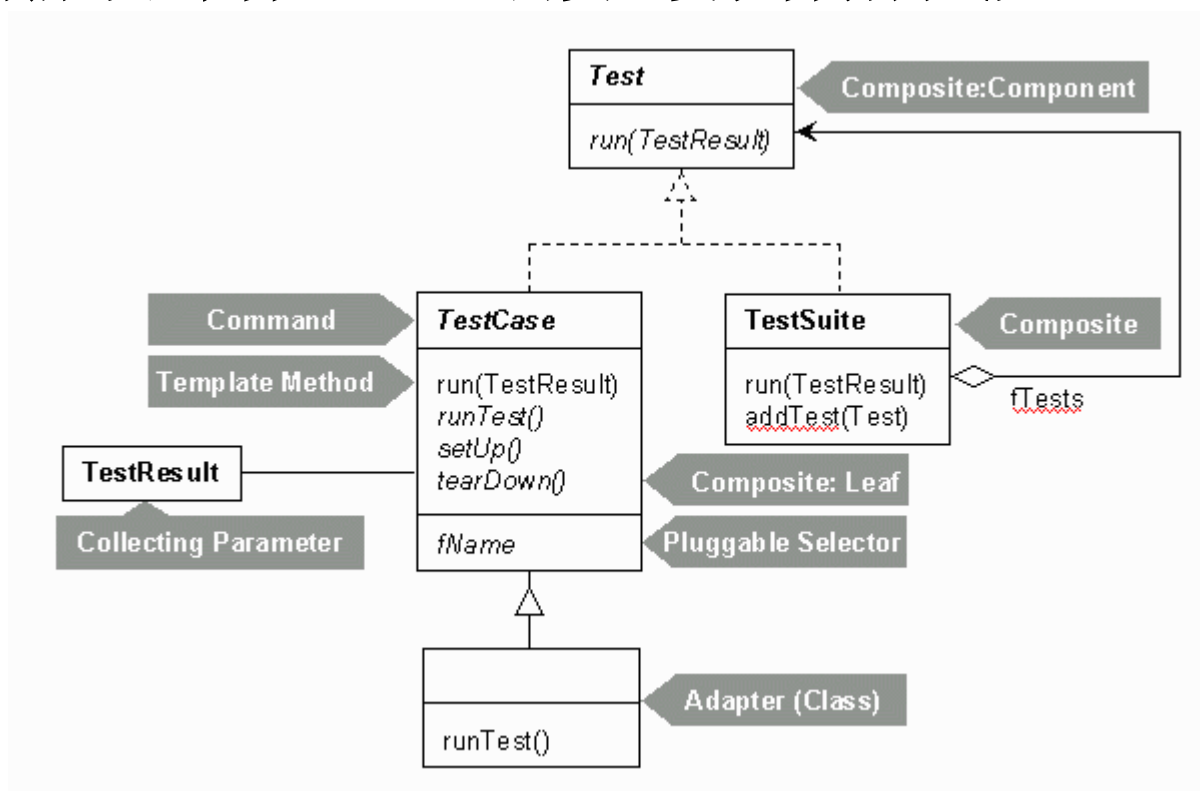 Test
Composite:Component
run(TestResult)
Command
TestCase
TestSuite
Composite
Template Method
run(TestResult)
runTest()
setUp()
tearDown()
run(TestResult)
addTest(Test)
fTests
TestResult
Composite: Leaf
Collecting Parameter
fName
Pluggable Selector
Adapter (Class)
runTest()